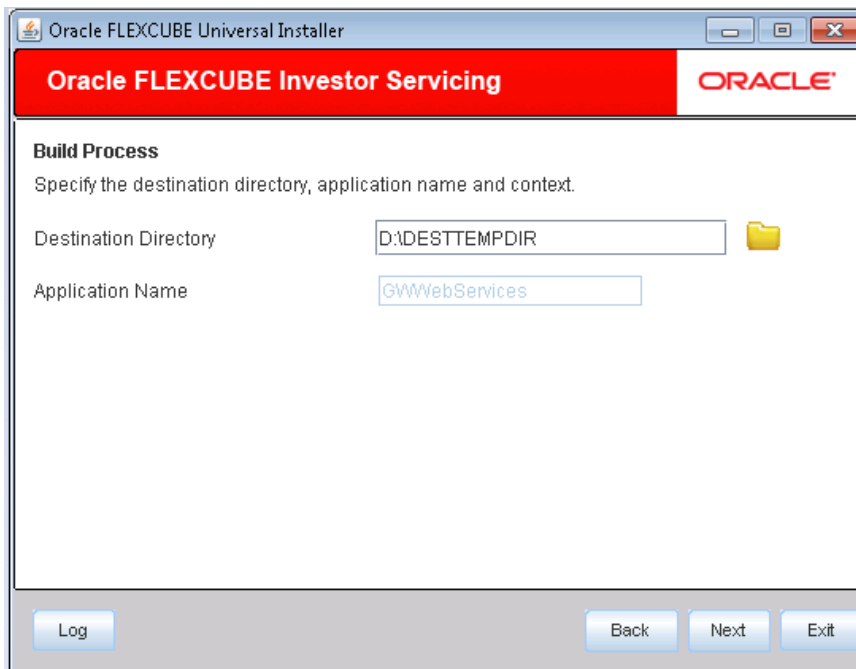 Oracle FLEXCUBE Universal Installer
Oracle FLEXCUBE Investor Servicing
ORACLE
Build Process
Specify the destination directory, application name and context.
Destination Directory D:\DESTTEMPDIR
Application Name GWWebServices
Log Back Next Exit